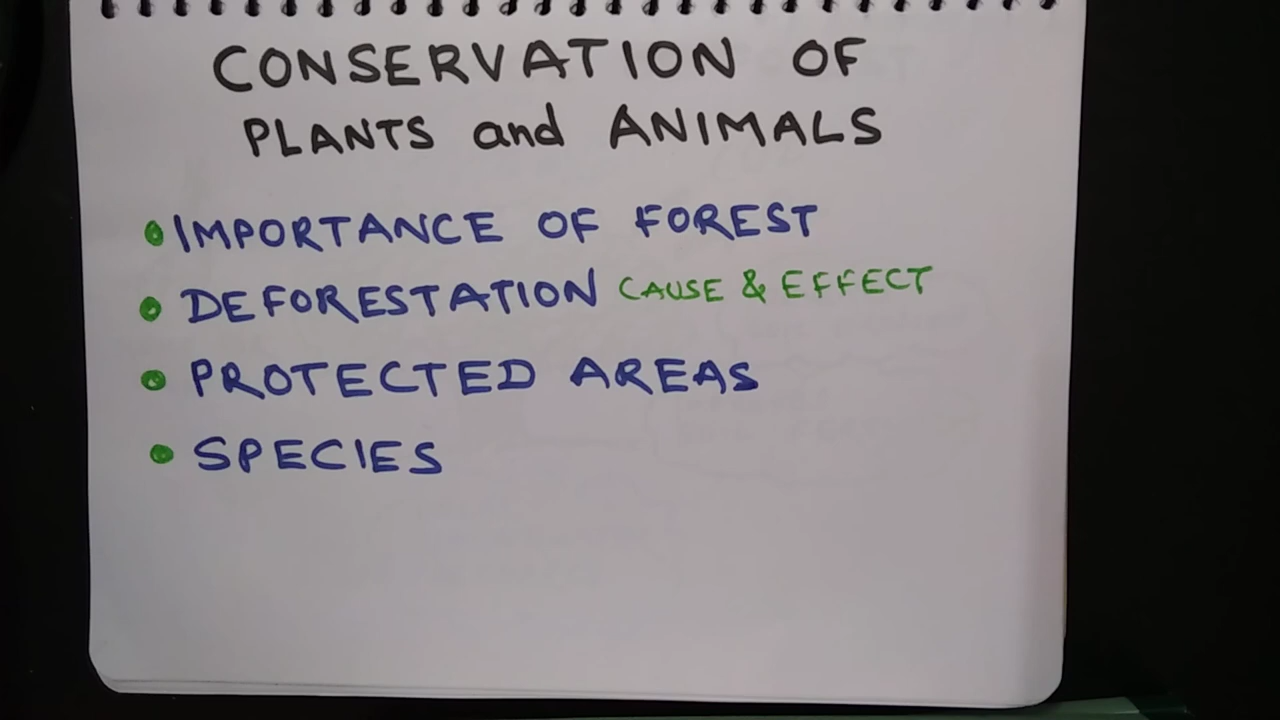 CONSERVATION OF
PLANTS and ANIMALS
IMPORTANCE OF FOREST
DEFORESTATION CAUSE & EFFECT
PROTECTED AREAS
SPECIES